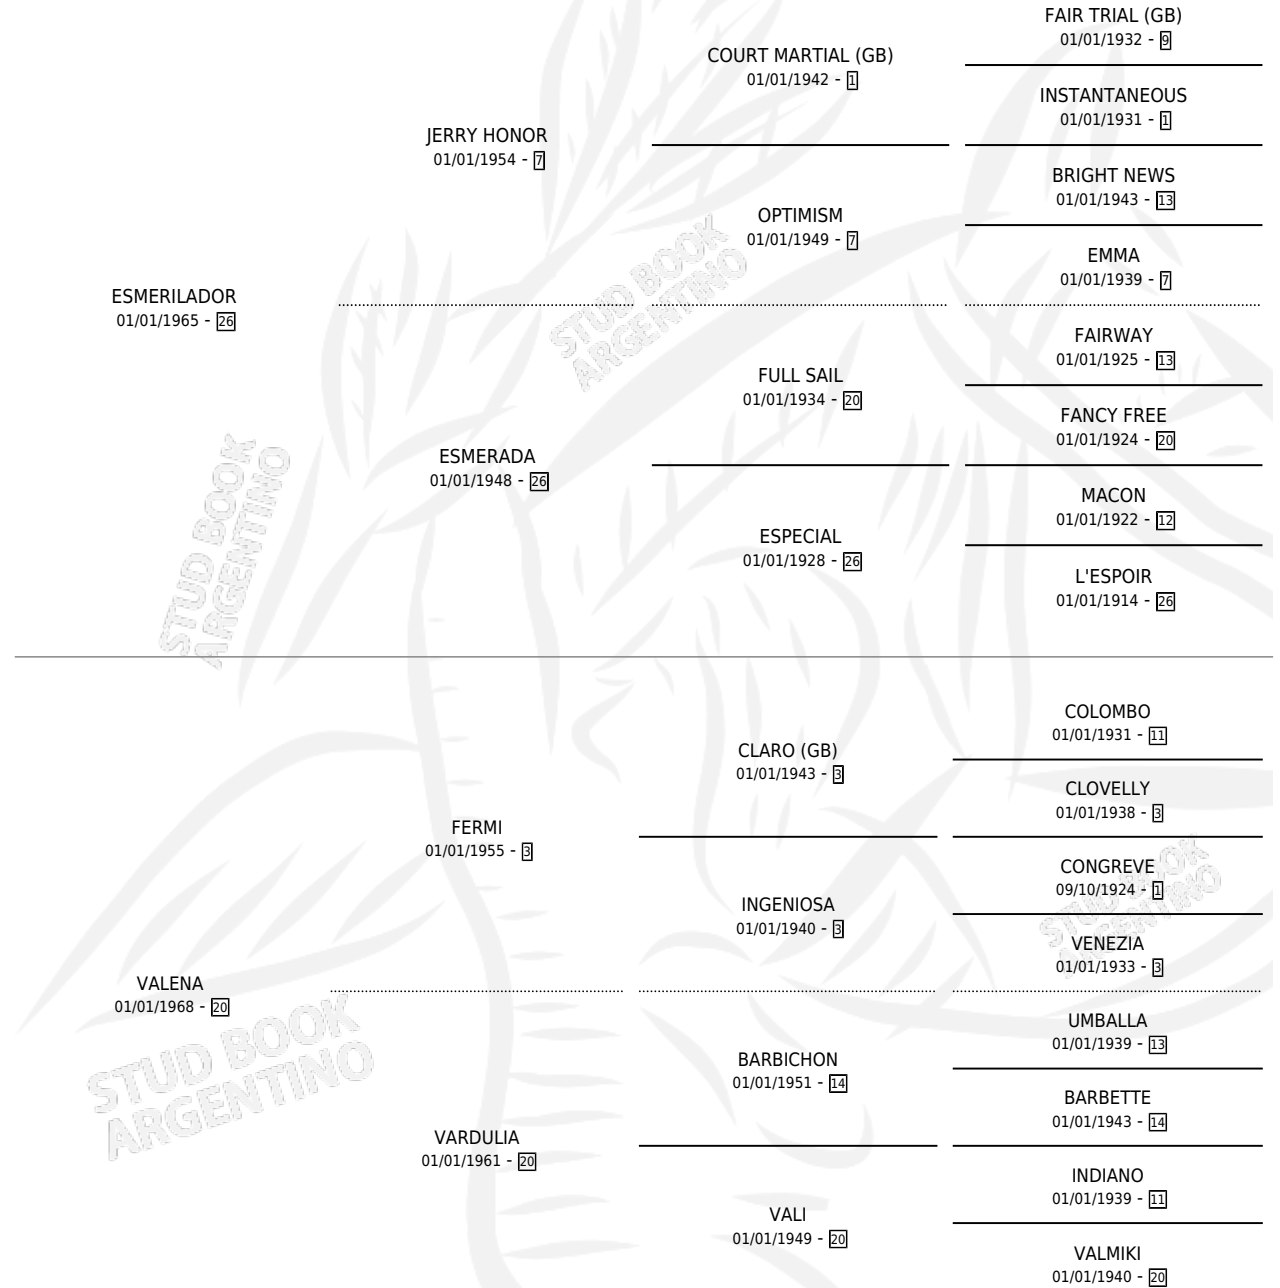 FAIR TRIAL (GB)
01/01/1932 - 9
COURT MARTIAL (GB)
01/01/1942 - 1
INSTANTANEOUS
01/01/1931 - 1
JERRY HONOR
01/01/1954 - 7
BRIGHT NEWS
01/01/1943 - 13
OPTIMISM
01/01/1949 - 7
EMMA
01/01/1939 - 7
ESMERILADOR
01/01/1965 - 26
FAIRWAY
01/01/1925 - 13
FULL SAIL
01/01/1934 - 20
FANCY FREE
01/01/1924 - 20
ESMERADA
01/01/1948 - 26
MACON
01/01/1922 - 12
ESPECIAL
01/01/1928 - 26
L'ESPOIR
01/01/1914 - 26
STUD BOOK
ARGENTINO
STUD BOOK
ARGENTINO
COLOMBO
01/01/1931 - 11
CLARO (GB)
01/01/1943 - 3
CLOVELLY
01/01/1938 - 3
FERMI
01/01/1955 - 3
CONGREVE
09/10/1924 - 1
INGENIOSA
01/01/1940 - 3
VENEZIA
01/01/1933 - 3
STUD BOOK
ARGENTINO
VALENA
01/01/1968 - 20
UMBALLA
01/01/1939 - 13
BARBICHON
01/01/1951 - 14
BARBETTE
01/01/1943 - 14
STUD BOOK
ARGENTINO
VARDULIA
01/01/1961 - 20
INDIANO
01/01/1939 - 11
VALI
01/01/1949 - 20
VALMIKI
01/01/1940 - 20